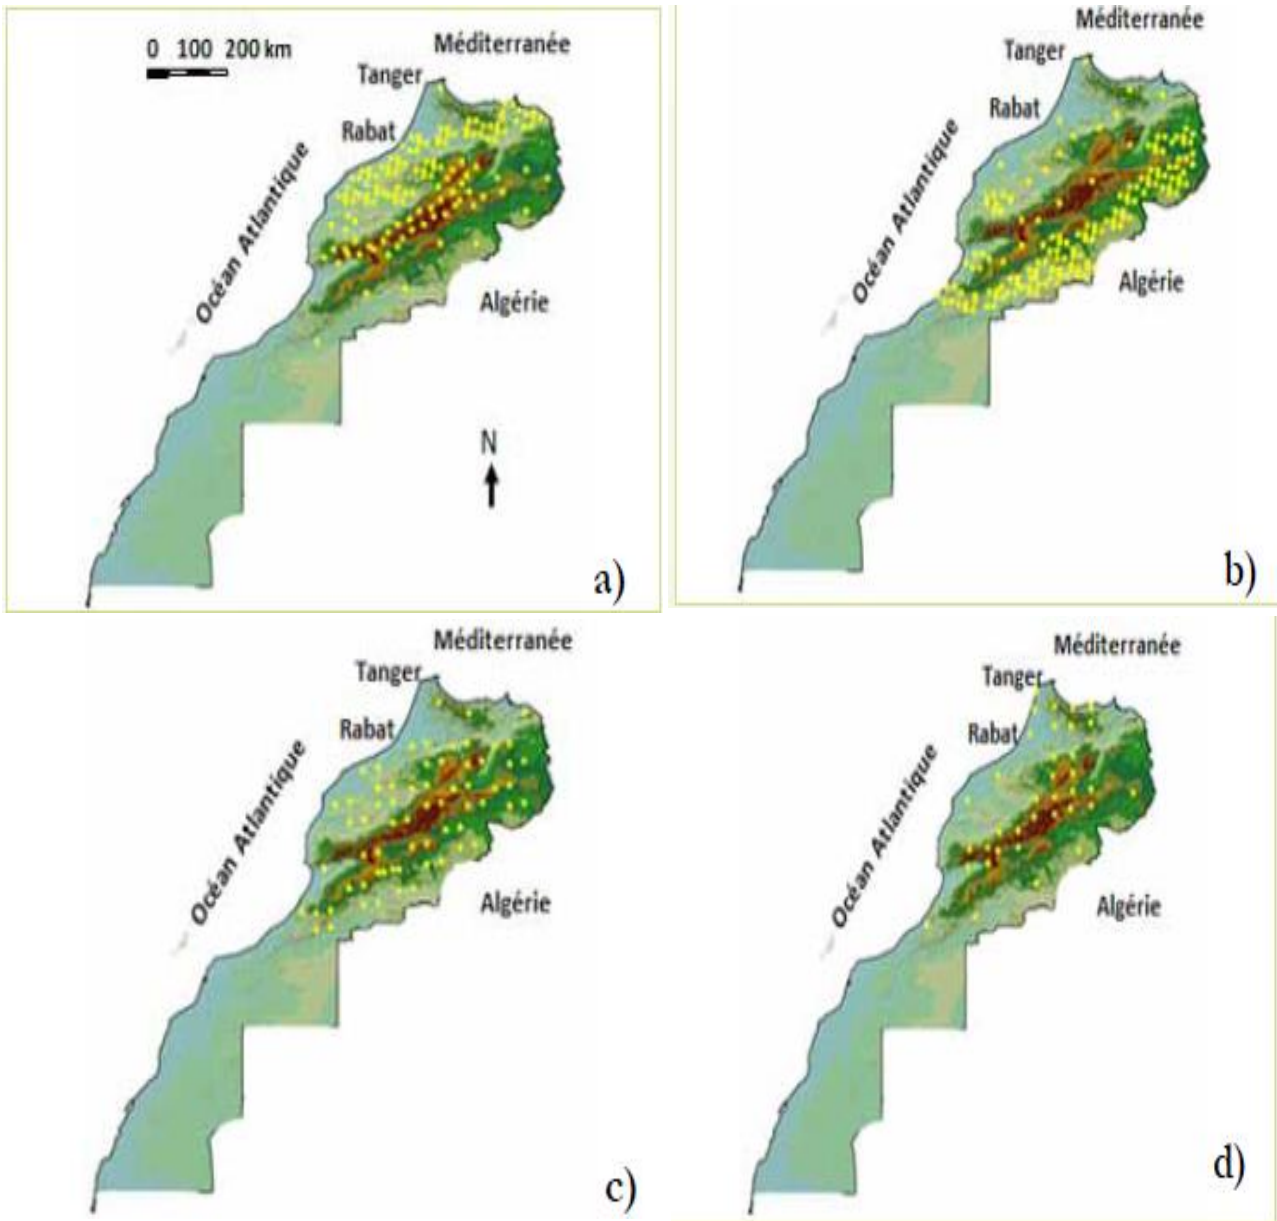 0 100 200 km
Méditerranée
Tanger
Rabat
Océan Atlantique
Algérie
N
a)
Méditerranée
Tanger
Rabat
Océan Atlantique
Algérie
b)
Méditerranée
Tanger
Rabat
Océan Atlantique
Algérie
c)
Méditerranée
Tanger
Rabat
Océan Atlantique
Algérie
d)